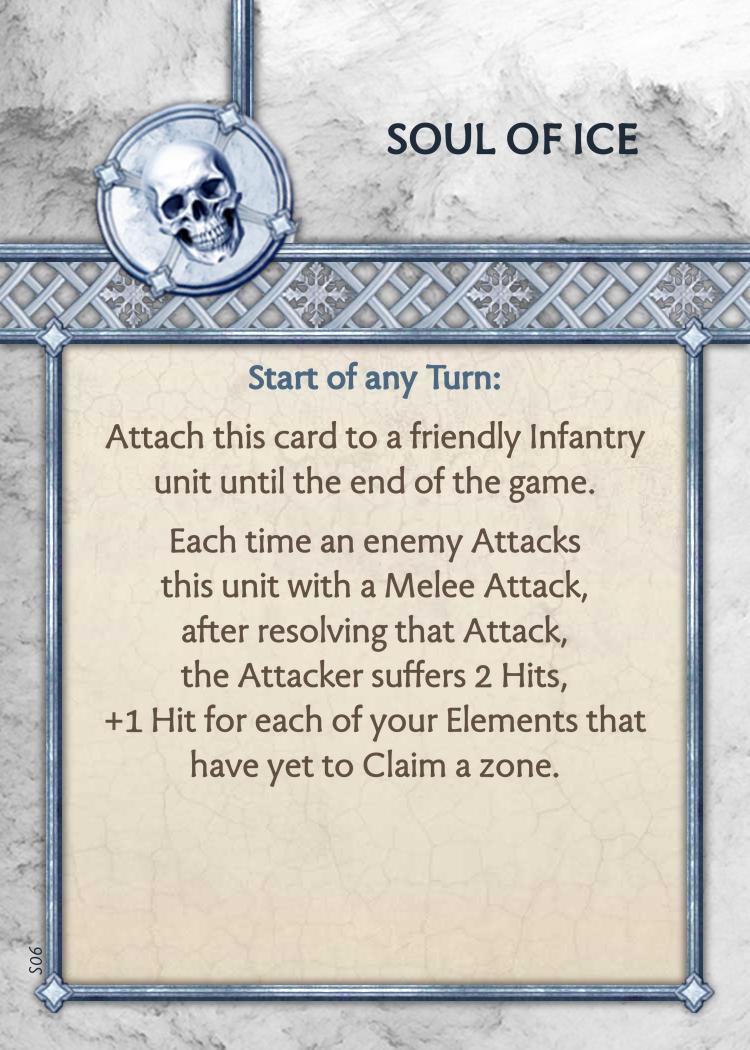 SOUL OF ICE
Start of any Turn:
Attach this card to a friendly Infantry
unit until the end of the game.
Each time an enemy Attacks
this unit with a Melee Attack,
after resolving that Attack,
the Attacker suffers 2 Hits,
+1 Hit for each of your Elements that
have yet to Claim a zone.
S06